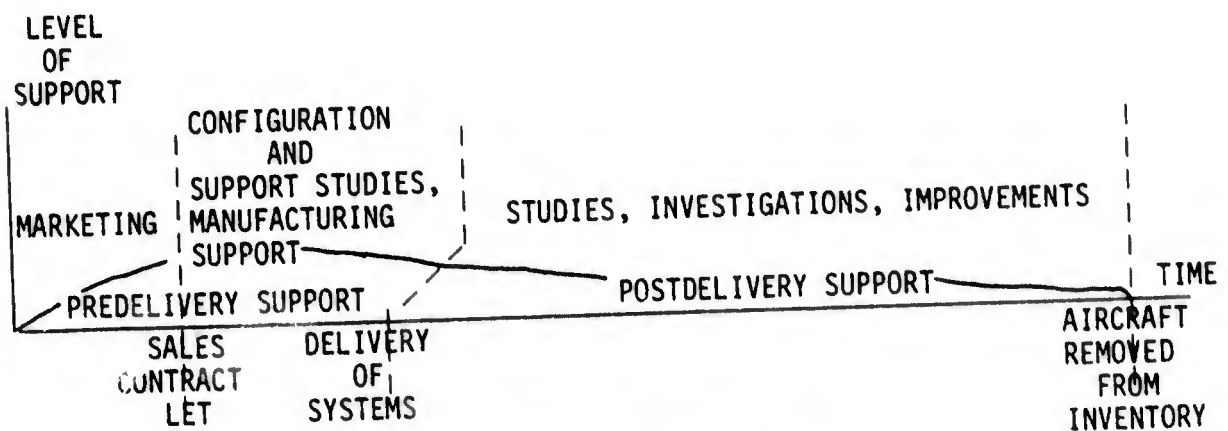 LEVEL
OF
SUPPORT
MARKETING
CONFIGURATION
AND
SUPPORT STUDIES,
MANUFACTURING
SUPPORT
STUDIES, INVESTIGATIONS, IMPROVEMENTS
PREDELIVERY SUPPORT
POSTDELIVERY SUPPORT
TIME
SALES
CONTRACT
LET
DELIVERY
OF
SYSTEMS
AIRCRAFT
REMOVED
FROM
INVENTORY